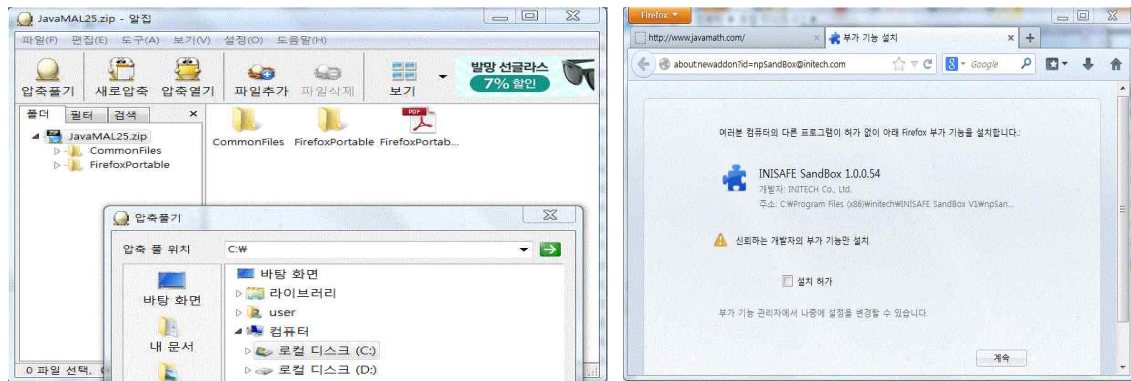 JavaMAL25.zip - 알집
파일(F) 편집(E) 도구(A) 보기(V) 설정(O) 도움말(H)
압축풀기 새로압축 압축열기 파일추가 파일삭제 보기
발망 선글라스
7% 할인
폴더 필터 검색
JavaMAL25.zip
CommonFiles
FirefoxPortable
CommonFiles FirefoxPortable FirefoxPortab...
PDF
압축풀기
압축 풀 위치 C:₩
바탕 화면
내 문서
바탕 화면
라이브러리
user
컴퓨터
로컬 디스크 (C:)
로컬 디스크 (D:)
0 파일 선택,
Firefox
http://www.javamath.com/ 부가 기능 설치
about:newaddon?id=npSandBox@initech.com
Google
여러분 컴퓨터의 다른 프로그램이 허가 없이 아래 Firefox 부가 기능을 설치합니다.:
INISAFE SandBox 1.0.0.54
개발자: INITECH Co., Ltd.
주소: C:₩Program Files (x86)₩initech₩INISAFE SandBox V1₩npSan...
신뢰하는 개발자의 부가 기능만 설치
설치 허가
부가 기능 관리자에서 나중에 설정을 변경할 수 있습니다.
계속